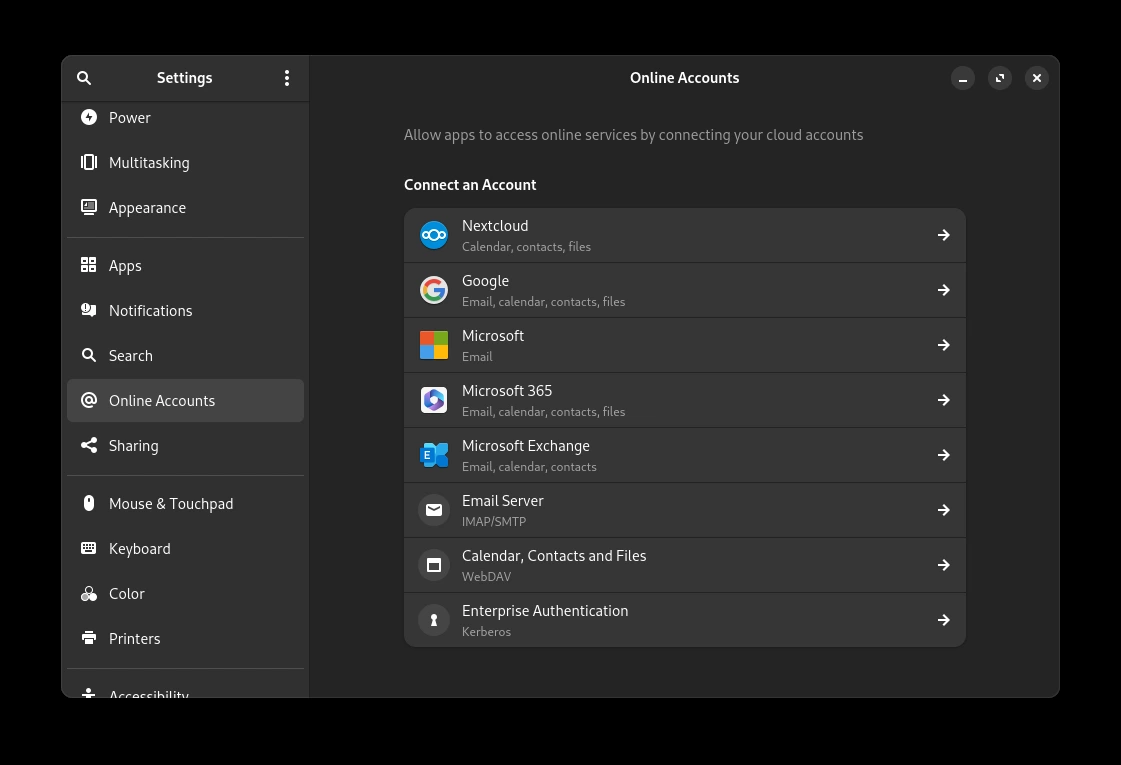 Settings
Power
Multitasking
Appearance
Apps
Notifications
Search
Online Accounts
Sharing
Mouse & Touchpad
Keyboard
Color
Printers
Accessibility
Online Accounts
Allow apps to access online services by connecting your cloud accounts
Connect an Account
Nextcloud
Calendar, contacts, files
Google
Email, calendar, contacts, files
Microsoft
Email
Microsoft 365
Email, calendar, contacts, files
E
Microsoft Exchange
Email, calendar, contacts
Email Server
IMAP/SMTP
Calendar, Contacts and Files
WebDAV
Enterprise Authentication
Kerberos